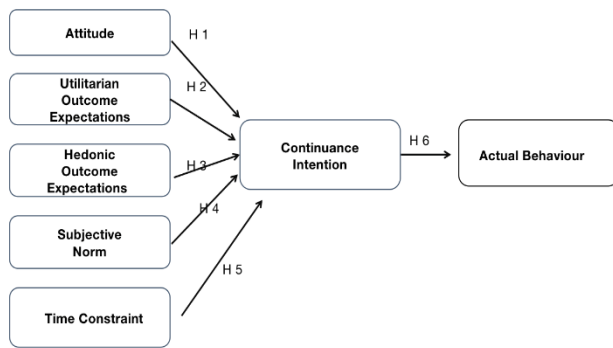 Attitude
H 1
Utilitarian
Outcome
Expectations
H 2
Hedonic
Outcome
Expectations
H 3
Subjective
Norm
H 4
Time Constraint
H 5
Continuance
Intention
H 6
Actual Behaviour